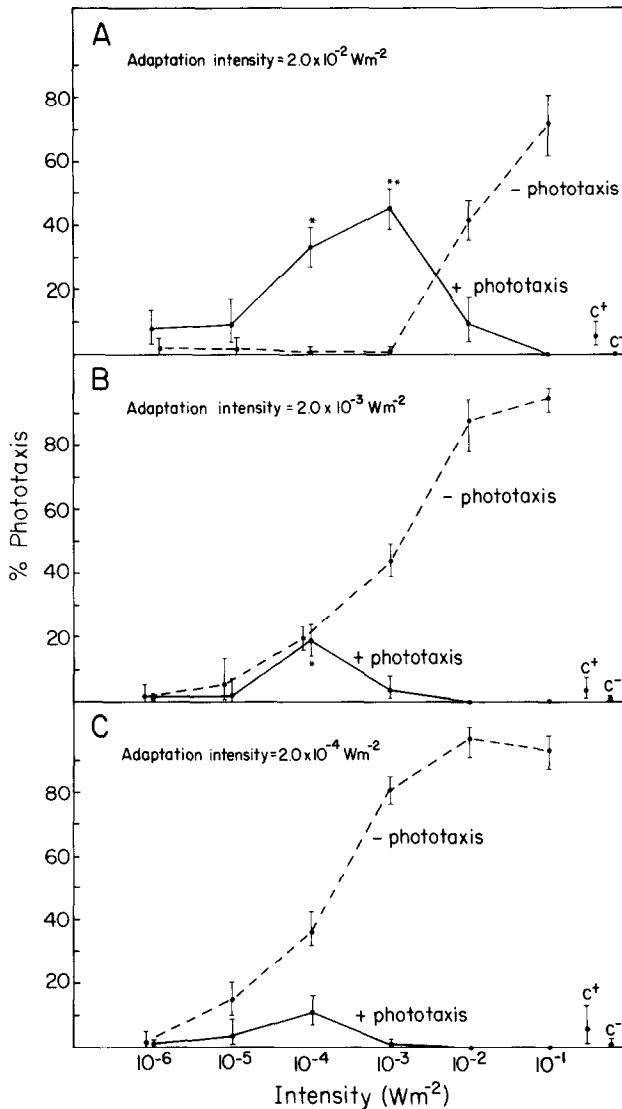 A
Adaptation intensity = 2.0 x 10⁻² Wm⁻²
80
60
40
20
*
**
− phototaxis
+ phototaxis
C⁺
C⁻
B
Adaptation intensity = 2.0 x 10⁻³ Wm⁻²
80
60
40
20
− phototaxis
+ phototaxis
*
C⁺
C⁻
% Phototaxis
C
Adaptation intensity = 2.0 x 10⁻⁴ Wm⁻²
80
60
40
20
− phototaxis
+ phototaxis
C⁺
C⁻
10⁻⁶ 10⁻⁵ 10⁻⁴ 10⁻³ 10⁻² 10⁻¹
Intensity (Wm⁻²)